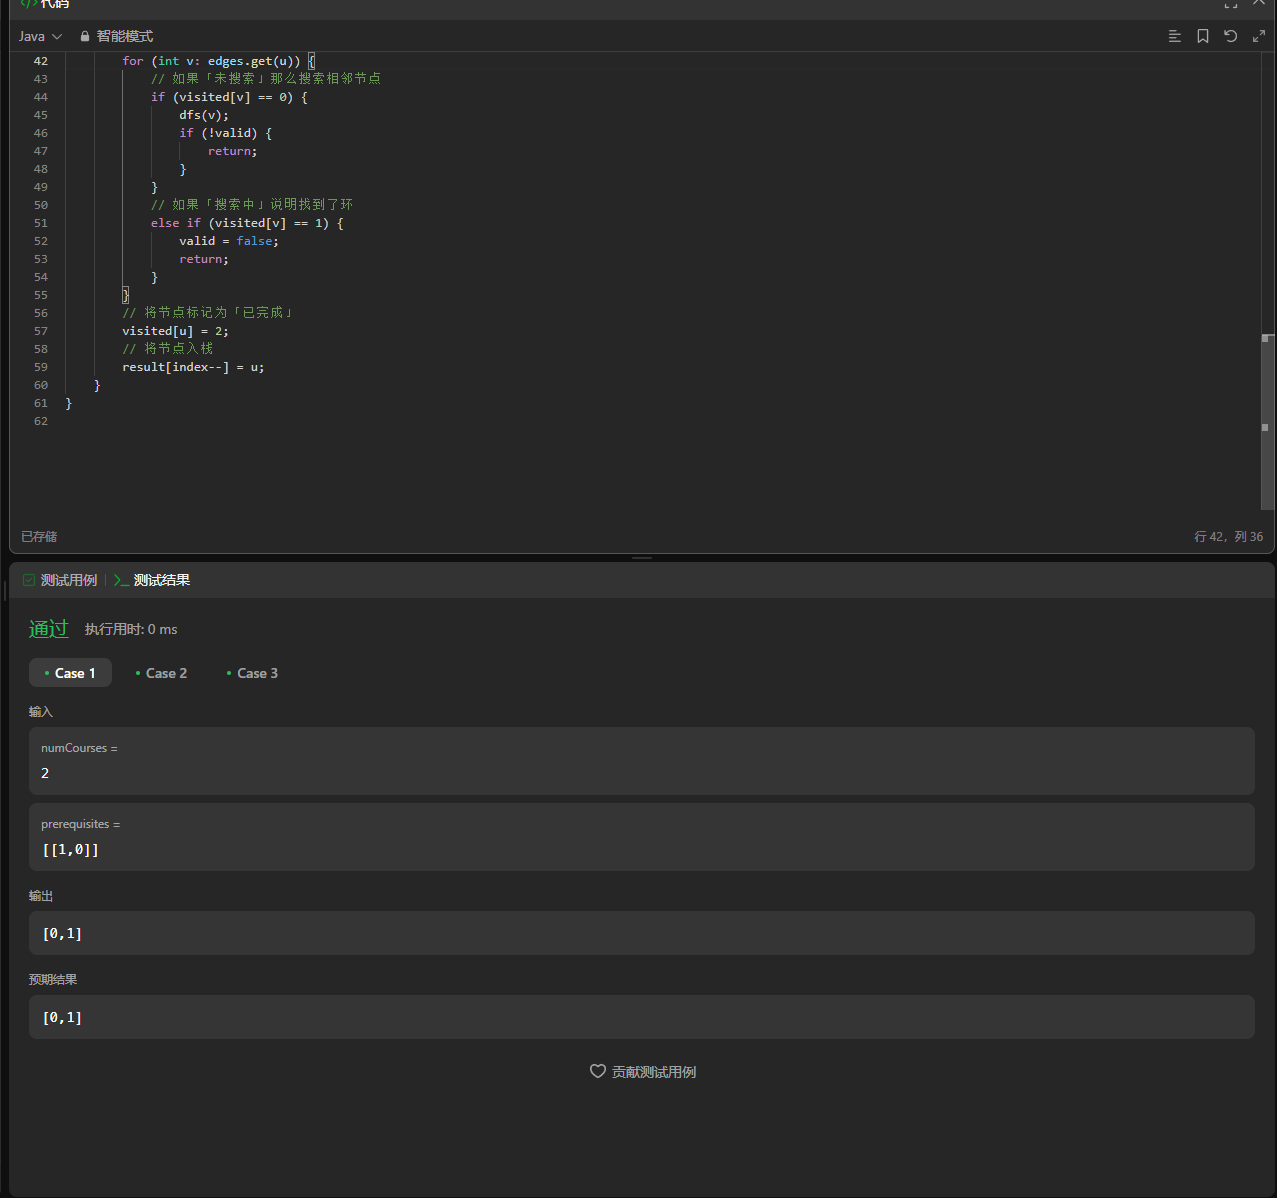 </> 代码
Java 智能模式
42 for (int v: edges.get(u)) {
43 // 如果「未搜索」那么搜索相邻节点
44 if (visited[v] == 0) {
45 dfs(v);
46 if (!valid) {
47 return;
48 }
49 }
50 // 如果「搜索中」说明找到了环
51 else if (visited[v] == 1) {
52 valid = false;
53 return;
54 }
55 }
56 // 将节点标记为「已完成」
57 visited[u] = 2;
58 // 将节点入栈
59 result[index--] = u;
60 }
61 }
62
已存储 行 42, 列 36
测试用例 | >_ 测试结果
通过 执行用时: 0 ms
• Case 1 • Case 2 • Case 3
输入
numCourses =
2
prerequisites =
[[1,0]]
输出
[0,1]
预期结果
[0,1]
贡献测试用例